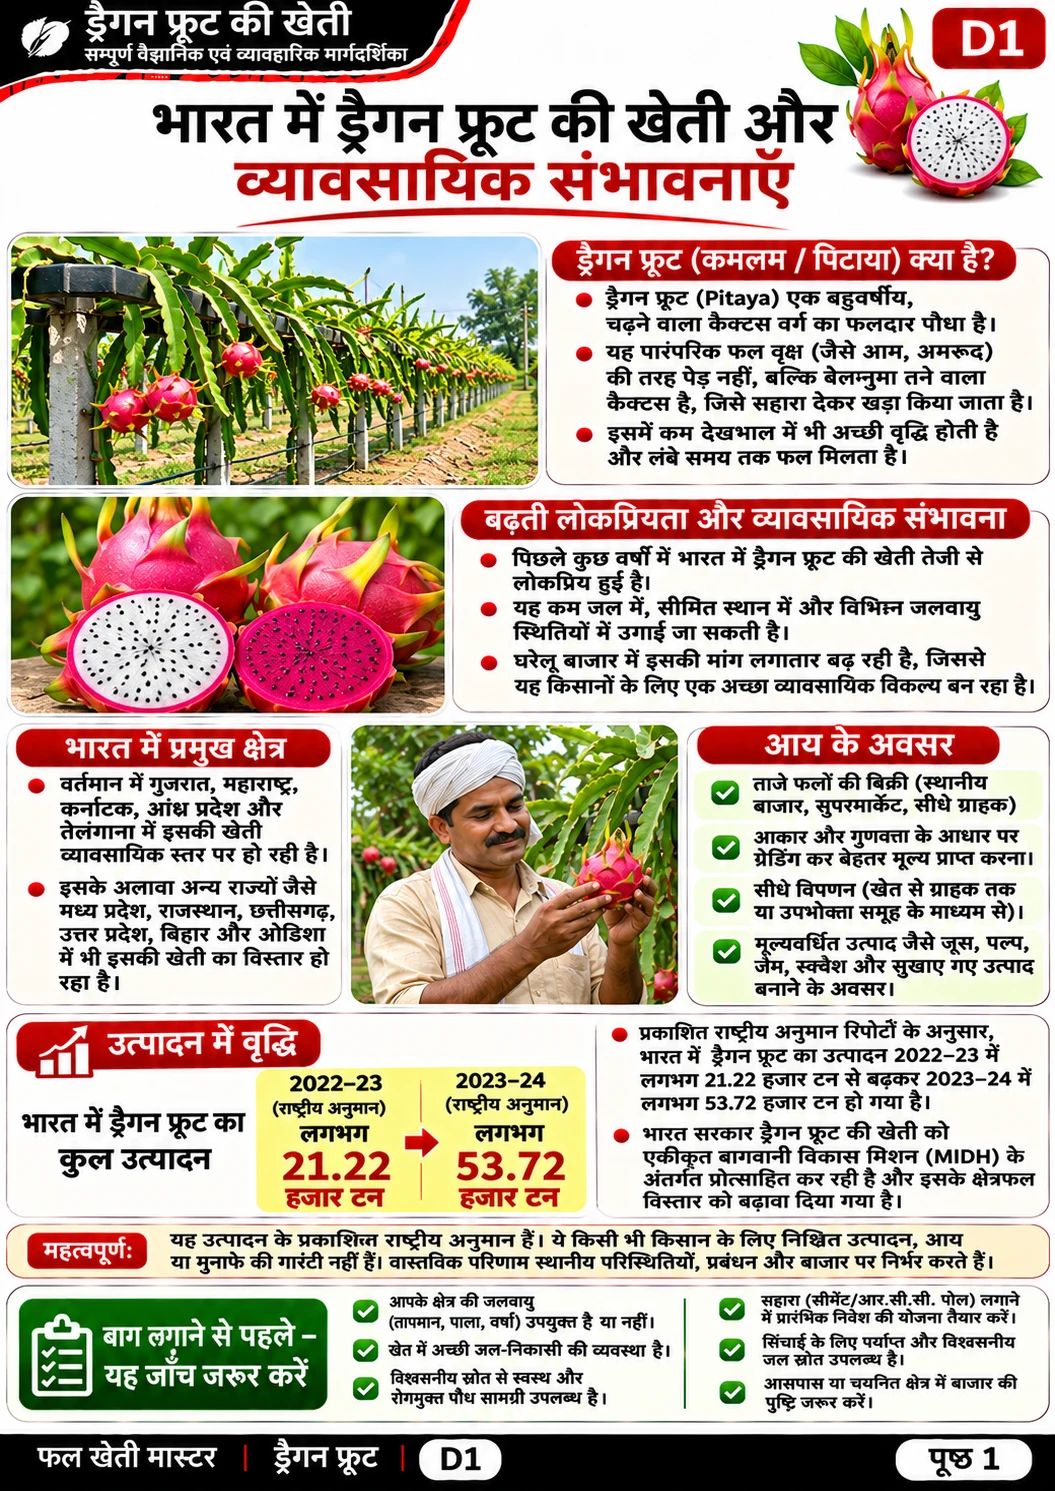 ड्रैगन फ्रूट की खेती
सम्पूर्ण वैज्ञानिक एवं व्यावहारिक मार्गदर्शिका
D1
भारत में ड्रैगन फ्रूट की खेती और
व्यावसायिक संभावनाएँ
ड्रैगन फ्रूट (कमलम / पिटाया) क्या है?
ड्रैगन फ्रूट (Pitaya) एक बहुवर्षीय,
चढ़ने वाला कैक्टस वर्ग का फलदार पौधा है।
यह पारंपरिक फल वृक्ष (जैसे आम, अमरूद)
की तरह पेड़ नहीं, बल्कि बेलनुमा तने वाला
कैक्टस है, जिसे सहारा देकर खड़ा किया जाता है।
इसमें कम देखभाल में भी अच्छी वृद्धि होती है
और लंबे समय तक फल मिलता है।
बढ़ती लोकप्रियता और व्यावसायिक संभावना
पिछले कुछ वर्षों में भारत में ड्रैगन फ्रूट की खेती तेजी से
लोकप्रिय हुई है।
यह कम जल में, सीमित स्थान में और विभिन्न जलवायु
स्थितियों में उगाई जा सकती है।
घरेलू बाजार में इसकी मांग लगातार बढ़ रही है, जिससे
यह किसानों के लिए एक अच्छा व्यावसायिक विकल्प बन रहा है।
भारत में प्रमुख क्षेत्र
वर्तमान में गुजरात, महाराष्ट्र,
कर्नाटक, आंध्र प्रदेश और
तेलंगाना में इसकी खेती
व्यावसायिक स्तर पर हो रही है।
इसके अलावा अन्य राज्यों जैसे
मध्य प्रदेश, राजस्थान, छत्तीसगढ़,
उत्तर प्रदेश, बिहार और ओडिशा
में भी इसकी खेती का विस्तार हो
रहा है।
आय के अवसर
ताजे फलों की बिक्री (स्थानीय
बाजार, सुपरमार्केट, सीधे ग्राहक)
आकार और गुणवत्ता के आधार पर
ग्रेडिंग कर बेहतर मूल्य प्राप्त करना।
सीधे विपणन (खेत से ग्राहक तक
या उपभोक्ता समूह के माध्यम से)।
मूल्यवर्धित उत्पाद जैसे जूस, पल्प,
जैम, स्क्वैश और सुखाए गए उत्पाद
बनाने के अवसर।
उत्पादन में वृद्धि
भारत में ड्रैगन फ्रूट का
कुल उत्पादन
2022–23
(राष्ट्रीय अनुमान)
लगभग
21.22
हजार टन
2023–24
(राष्ट्रीय अनुमान)
लगभग
53.72
हजार टन
प्रकाशित राष्ट्रीय अनुमान रिपोर्टों के अनुसार,
भारत में ड्रैगन फ्रूट का उत्पादन 2022–23 में
लगभग 21.22 हजार टन से बढ़कर 2023–24 में
लगभग 53.72 हजार टन हो गया है।
भारत सरकार ड्रैगन फ्रूट की खेती को
एकीकृत बागवानी विकास मिशन (MIDH) के
अंतर्गत प्रोत्साहित कर रही है और इसके क्षेत्रफल
विस्तार को बढ़ावा दिया गया है।
महत्वपूर्ण:
यह उत्पादन के प्रकाशित राष्ट्रीय अनुमान हैं। ये किसी भी किसान के लिए निश्चित उत्पादन, आय
या मुनाफे की गारंटी नहीं हैं। वास्तविक परिणाम स्थानीय परिस्थितियों, प्रबंधन और बाजार पर निर्भर करते हैं।
बाग लगाने से पहले –
यह जाँच जरूर करें
आपके क्षेत्र की जलवायु
(तापमान, पाला, वर्षा) उपयुक्त है या नहीं।
खेत में अच्छी जल-निकासी की व्यवस्था है।
विश्वसनीय स्रोत से स्वस्थ और
रोगमुक्त पौध सामग्री उपलब्ध है।
सहारा (सीमेंट/आर.सी.सी. पोल) लगाने
में प्रारंभिक निवेश की योजना तैयार करें।
सिंचाई के लिए पर्याप्त और विश्वसनीय
जल स्रोत उपलब्ध है।
आसपास या चयनित क्षेत्र में बाजार की
पुष्टि जरूर करें।
फल खेती मास्टर | ड्रैगन फ्रूट | D1
पृष्ठ 1